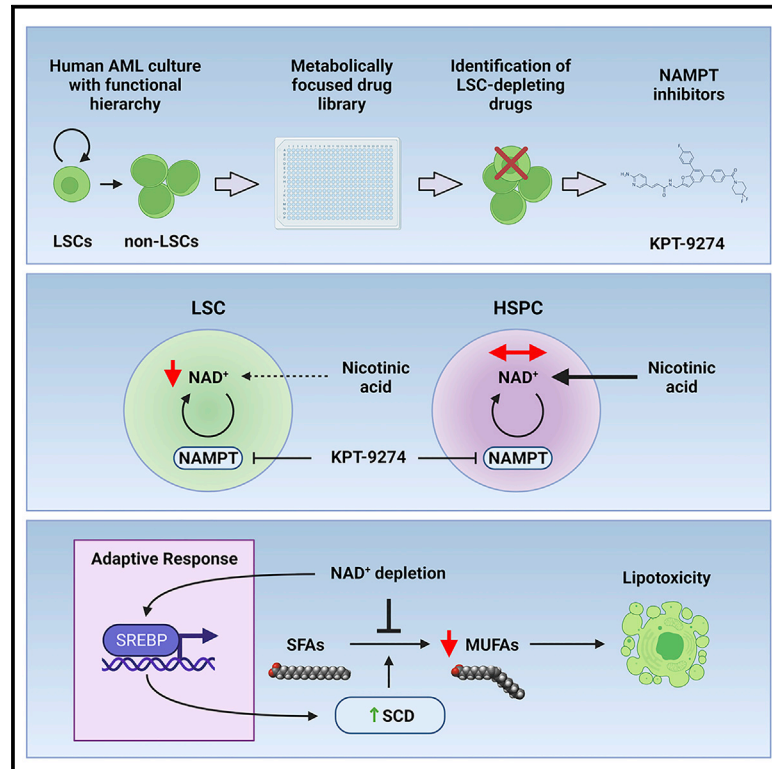 Human AML culture
with functional
hierarchy
Metabolically
focused drug
library
Identification of
LSC-depleting
drugs
NAMPT
inhibitors
LSCs
non-LSCs
KPT-9274
LSC
HSPC
NAD⁺
Nicotinic
acid
NAD⁺
Nicotinic
acid
NAMPT
KPT-9274
NAMPT
Adaptive Response
NAD⁺ depletion
Lipotoxicity
SREBP
SFAs
MUFAs
↑ SCD